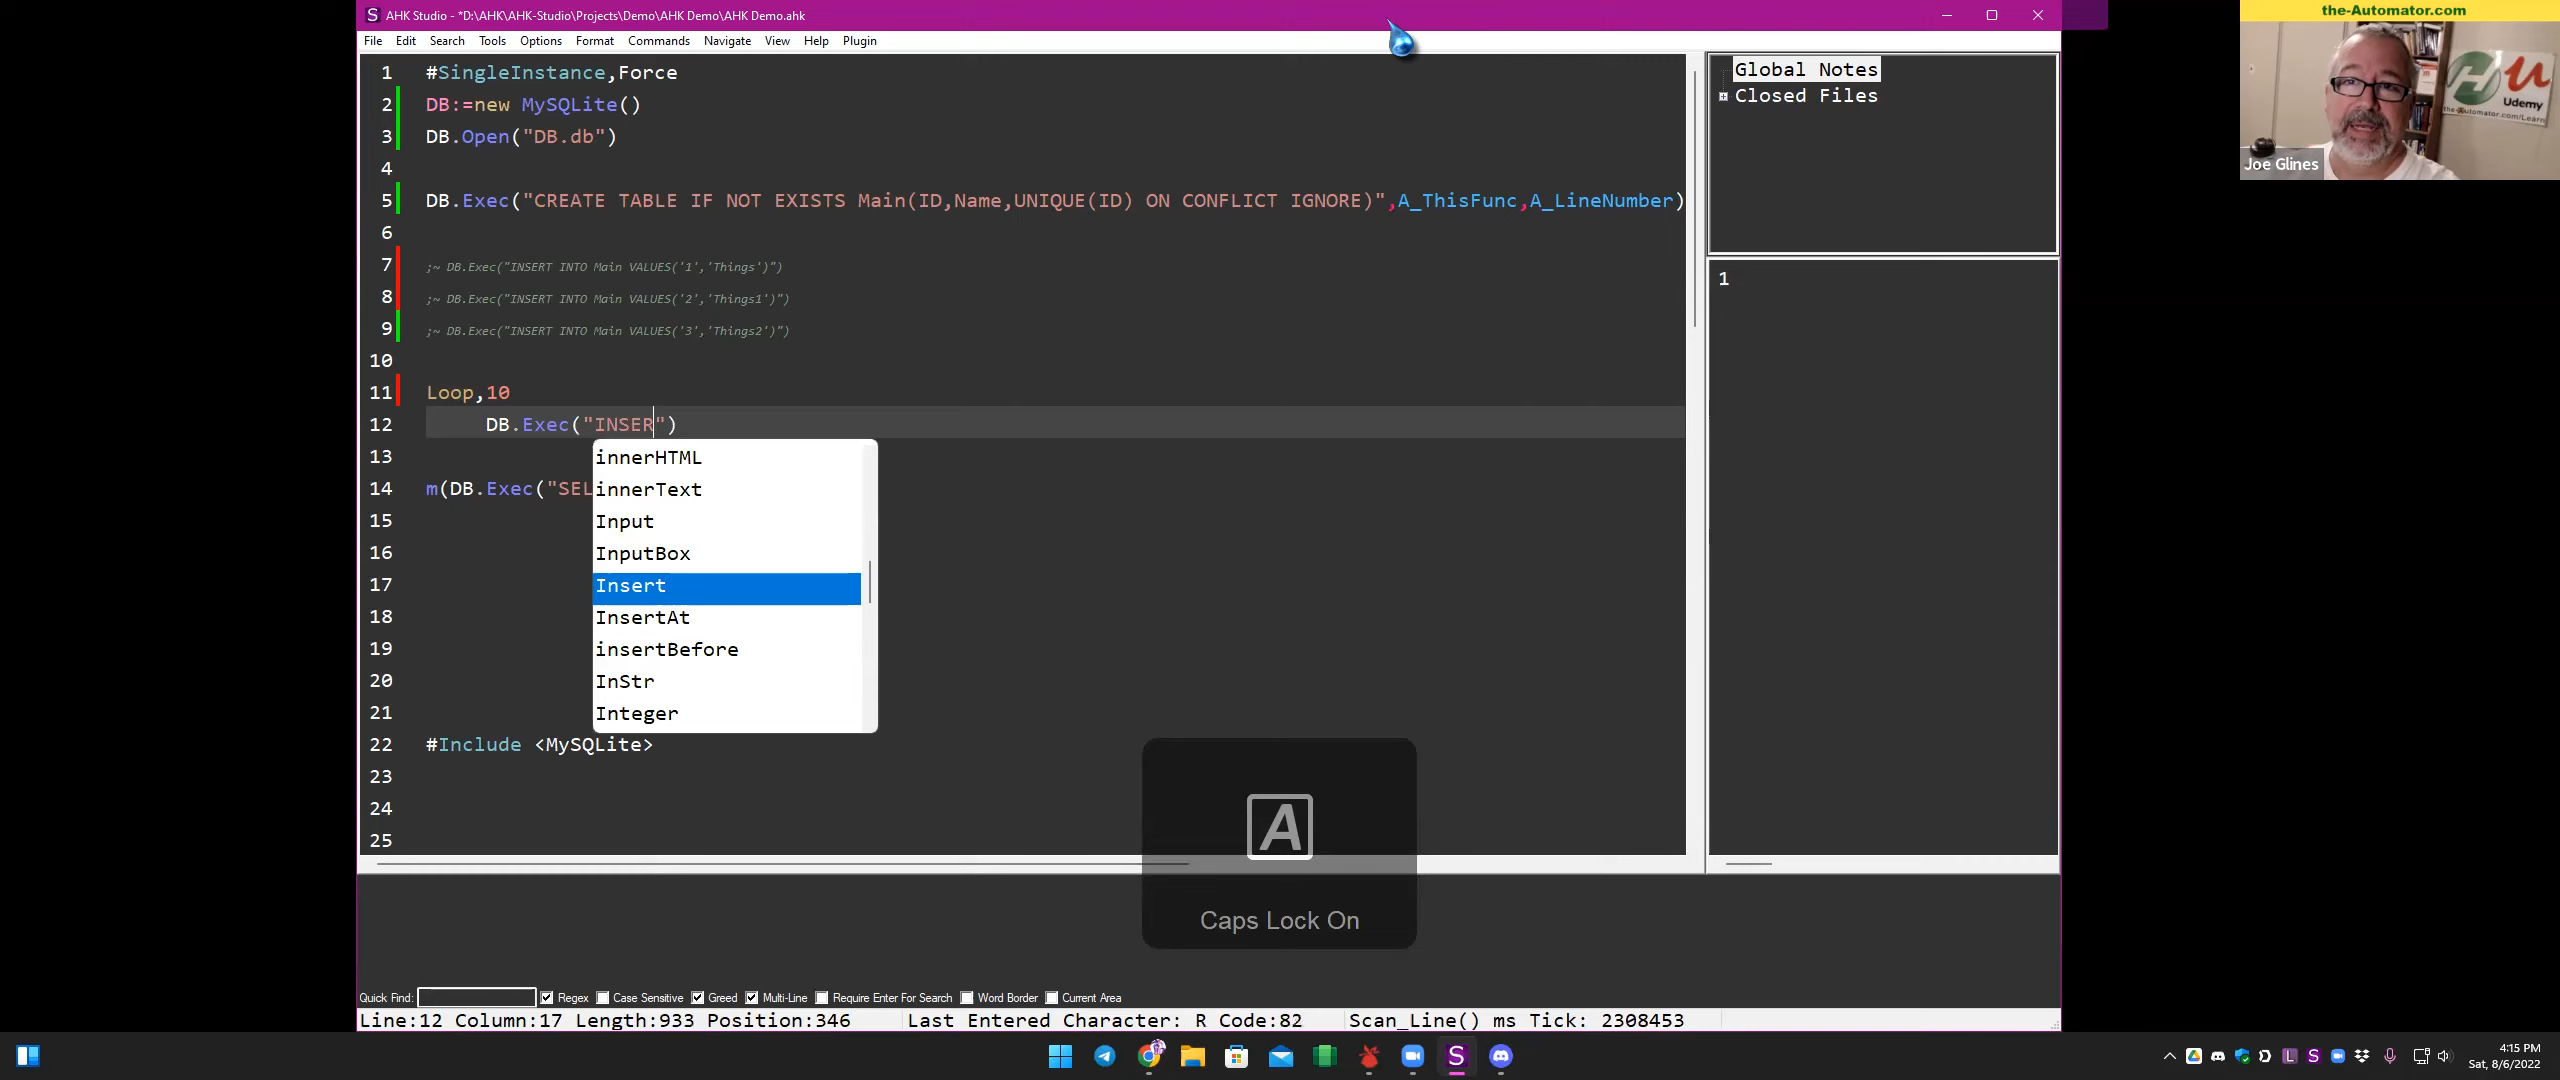 AHK Studio - *D:\AHK\AHK-Studio\Projects\Demo\AHK Demo\AHK Demo.ahk
File Edit Search Tools Options Format Commands Navigate View Help Plugin
1 #SingleInstance,Force
2 DB:=new MySQLite()
3 DB.Open("DB.db")
4
5 DB.Exec("CREATE TABLE IF NOT EXISTS Main(ID,Name,UNIQUE(ID) ON CONFLICT IGNORE)",A_ThisFunc,A_LineNumber)
6
7 ;~ DB.Exec("INSERT INTO Main VALUES('1','Things')")
8 ;~ DB.Exec("INSERT INTO Main VALUES('2','Things1')")
9 ;~ DB.Exec("INSERT INTO Main VALUES('3','Things2')")
10
11 Loop,10
12 DB.Exec("INSER")
13
14 m(DB.Exec("SEL
15
16
17
18
19
20
21
22 #Include <MySQLite>
23
24
25
innerHTML
innerText
Input
InputBox
Insert
InsertAt
insertBefore
InStr
Integer
Global Notes
Closed Files
1
A
Caps Lock On
Quick Find: Regex Case Sensitive Greed Multi-Line Require Enter For Search Word Border Current Area
Line:12 Column:17 Length:933 Position:346 Last Entered Character: R Code:82 Scan_Line() ms Tick: 2308453
the-Automator.com
H U
Udemy
the-Automator.com/Learn
Joe Glines
S
4:15 PM
Sat, 8/6/2022